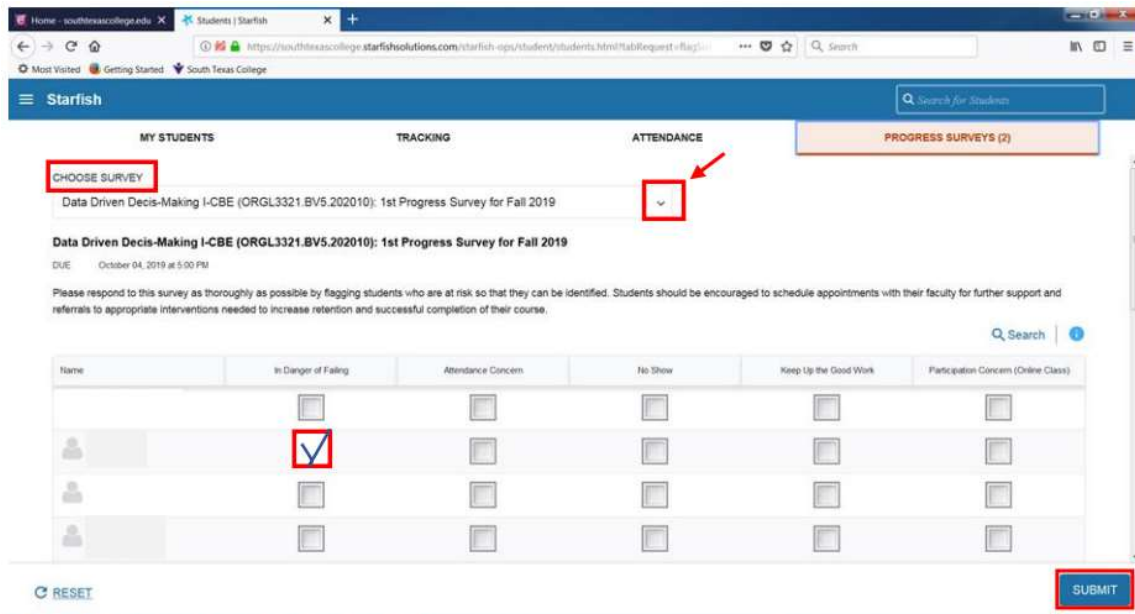 Home - southtexascollege.edu
Students | Starfish
https://southtexascollege.starfishsolutions.com/starfish-ops/student/students.html?tabRequest=flag
Search
Most Visited Getting Started South Texas College
Starfish
Search for Students
MY STUDENTS TRACKING ATTENDANCE PROGRESS SURVEYS (2)
CHOOSE SURVEY
Data Driven Decis-Making I-CBE (ORGL3321.BV5.202010): 1st Progress Survey for Fall 2019
Data Driven Decis-Making I-CBE (ORGL3321.BV5.202010): 1st Progress Survey for Fall 2019
DUE October 04, 2019 at 5:00 PM
Please respond to this survey as thoroughly as possible by flagging students who are at risk so that they can be identified. Students should be encouraged to schedule appointments with their faculty for further support and
referrals to appropriate interventions needed to increase retention and successful completion of their course.
Search
Name In Danger of Failing Attendance Concern No Show Keep Up the Good Work Participation Concern (Online Class)
RESET
SUBMIT